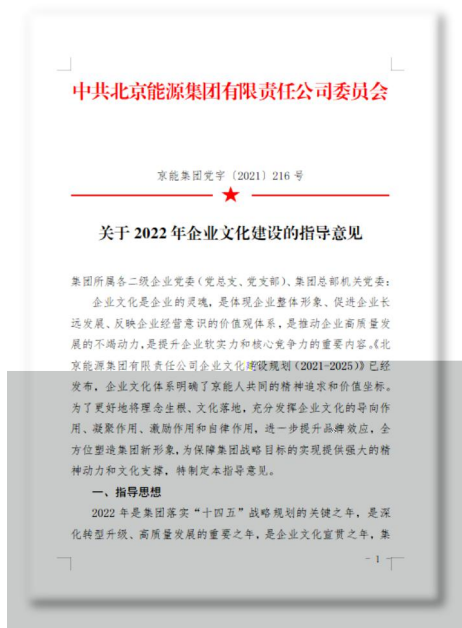 中共北京能源集团有限责任公司委员会
京能集团党字〔2021〕216 号
关于 2022 年企业文化建设的指导意见
集团所属各二级企业党委(党总支、党支部)、集团总部机关党委:
企业文化是企业的灵魂，是体现企业整体形象、促进企业长
远发展、反映企业经营意识的价值观体系，是推动企业高质量发
展的不竭动力，是提升企业软实力和核心竞争力的重要内容。《北
京能源集团有限责任公司企业文化建设规划(2021-2025)》已经
发布，企业文化体系明确了京能人共同的精神追求和价值坐标。
为了更好地将理念生根、文化落地，充分发挥企业文化的导向作
用、凝聚作用、激励作用和自律作用，进一步提升品牌效应，全
方位塑造集团新形象，为保障集团战略目标的实现提供强大的精
神动力和文化支撑，特制定本指导意见。
一、指导思想
2022 年是集团落实“十四五”战略规划的关键之年，是深
化转型升级、高质量发展的重要之年，是企业文化宣贯之年，集
- 1 -